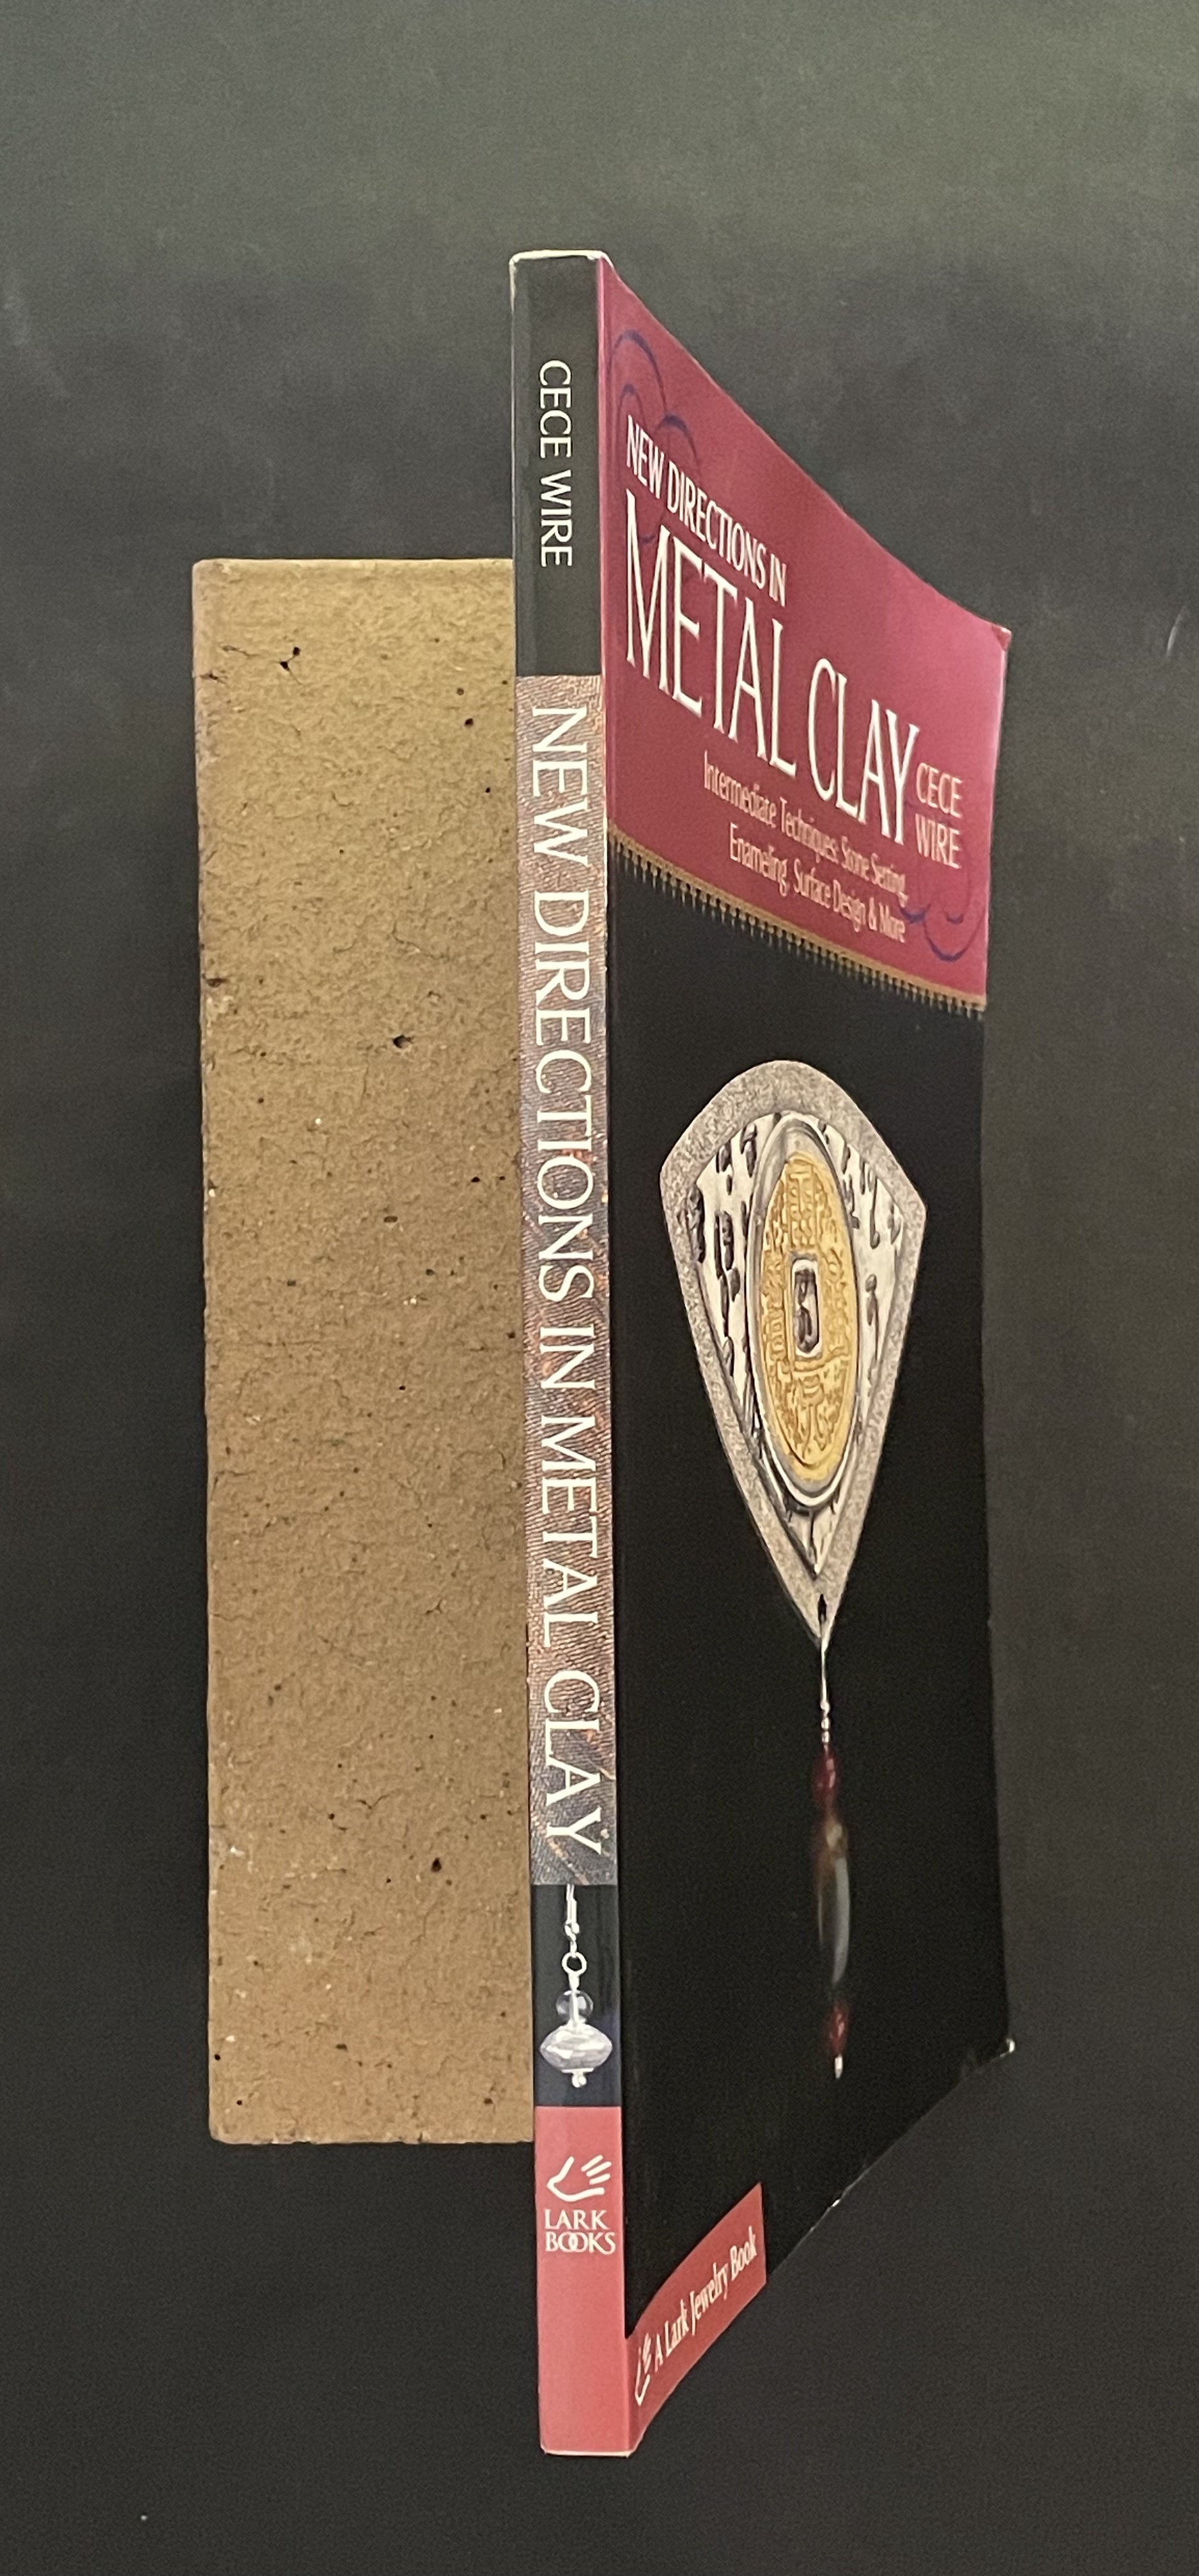 CECE WIRE
NEW DIRECTIONS IN METAL CLAY
LARK
BOOKS
NEW DIRECTIONS IN
METAL CLAY
CECE
WIRE
Intermediate Techniques: Stone Setting,
Enameling, Surface Design & More
A Lark Jewelry Book